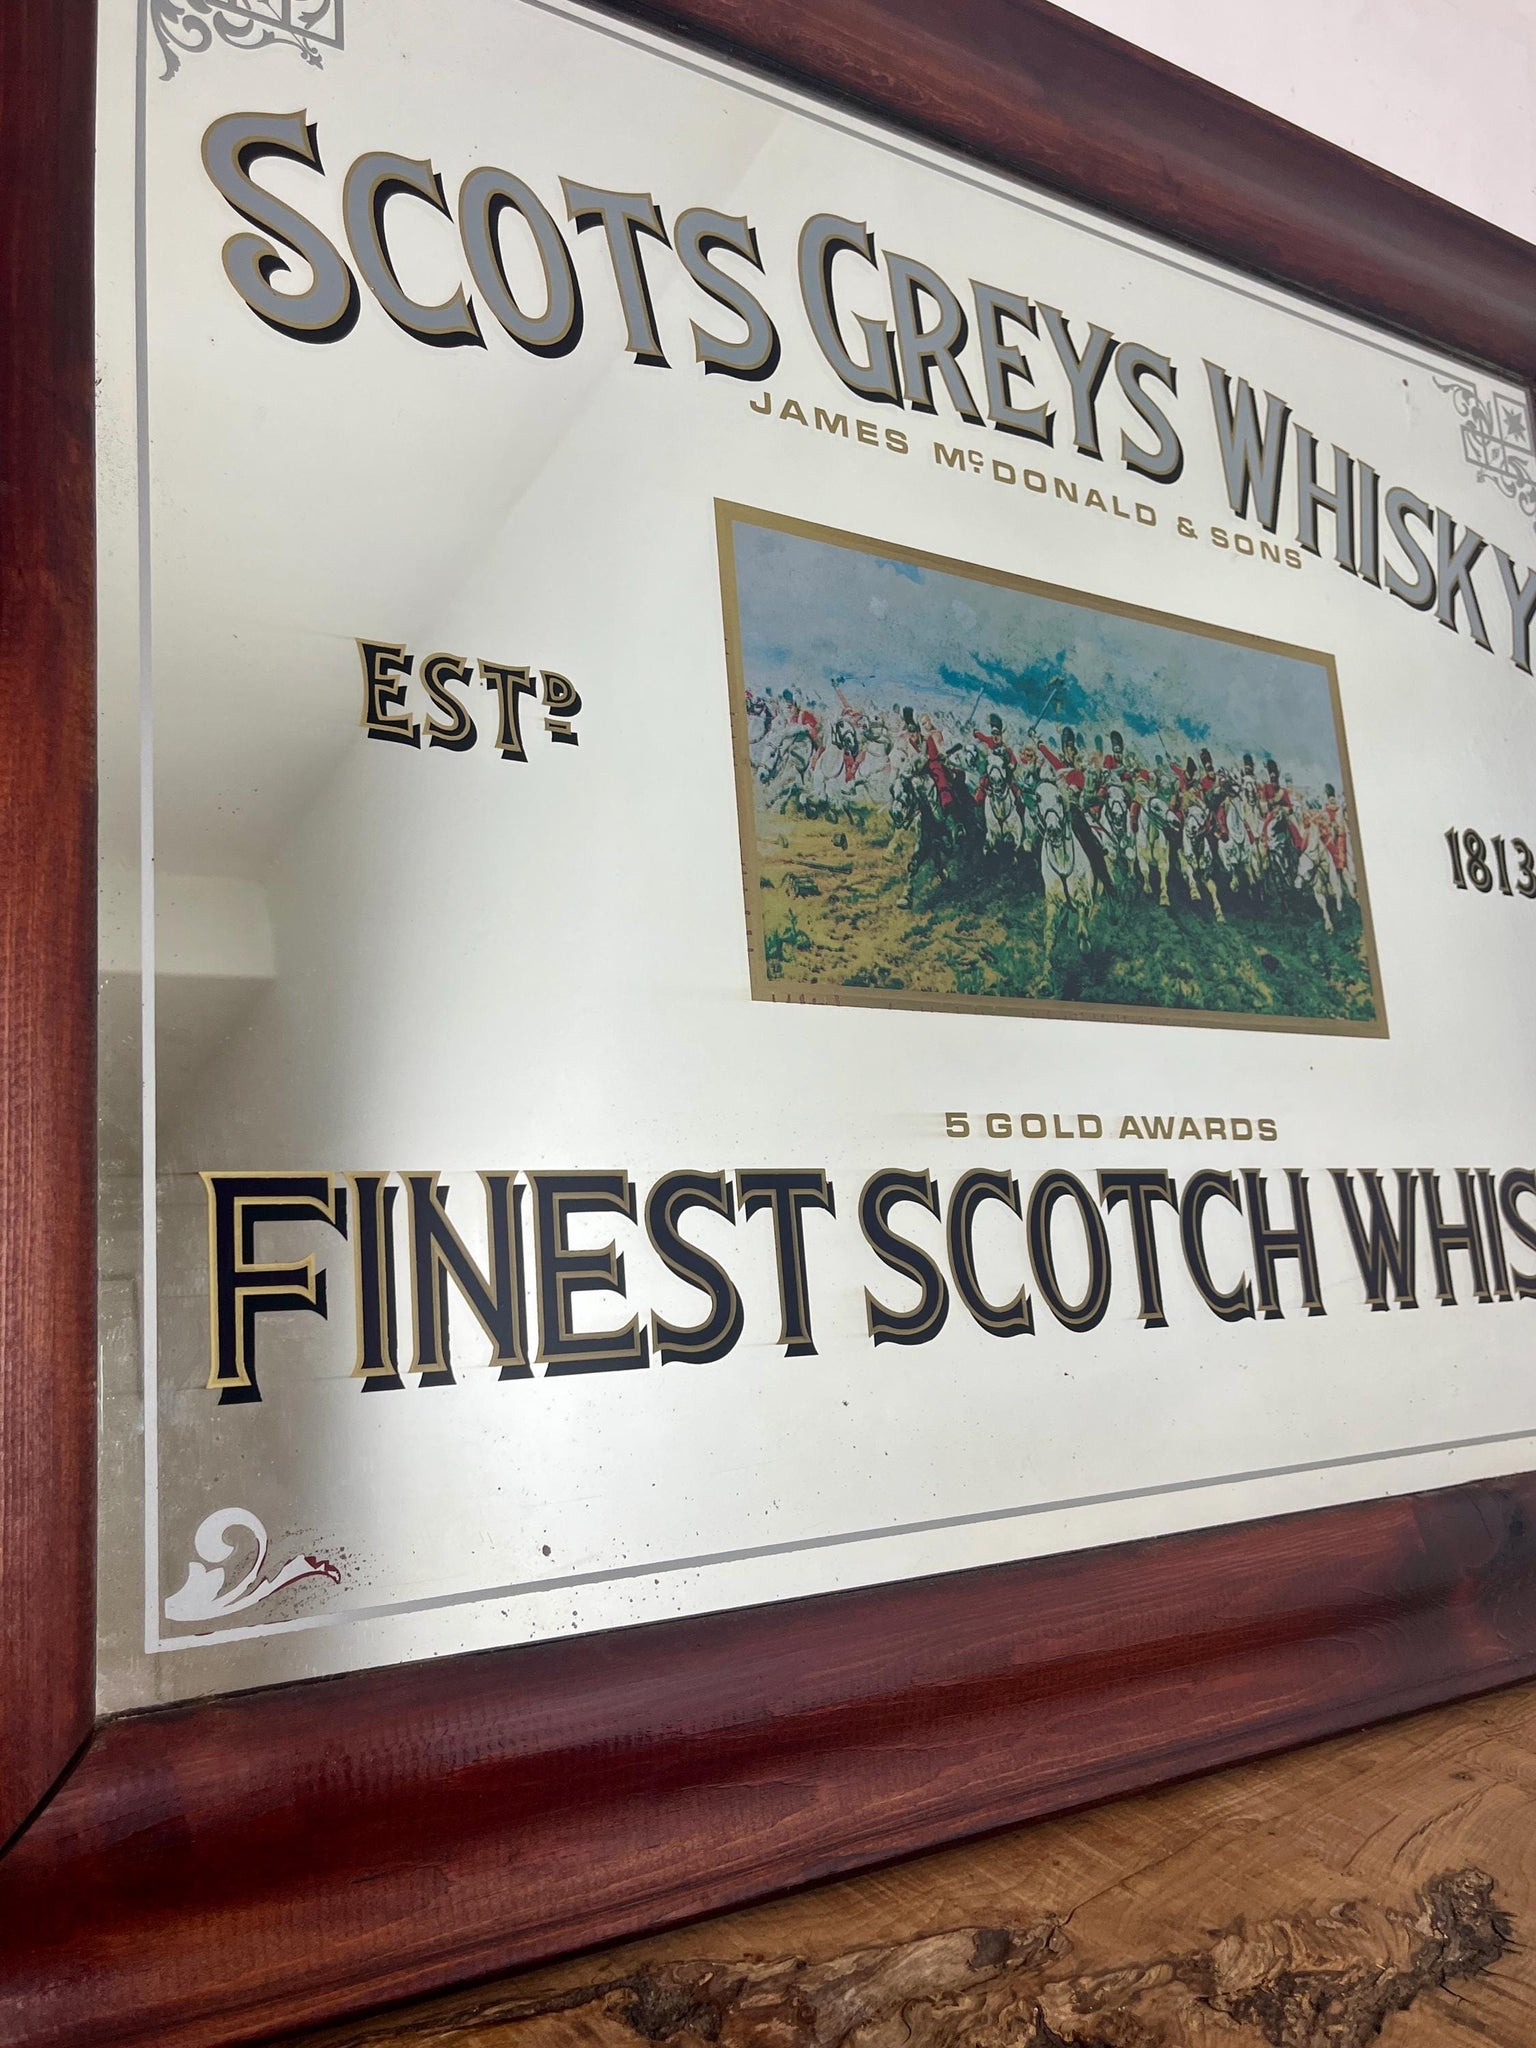 SCOTS GREYS WHISKY
JAMES McDONALD & SONS
ESTD 1813
5 GOLD AWARDS
FINEST SCOTCH WHIS